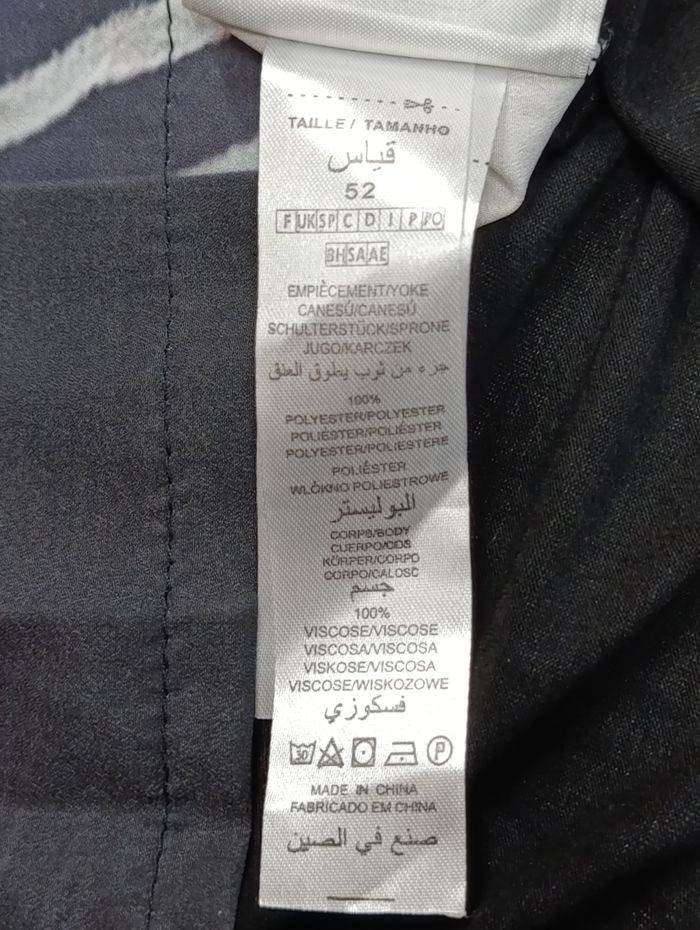 TAILLE / TAMANHO
قياس
52
F UK SP C D I P PO
BH SA AE
EMPIÈCEMENT/YOKE
CANESÚ/CANESÚ
SCHULTERSTÜCK/SPRONE
JUGO/KARCZEK
جزء من ثوب يطوق العنق
100%
POLYESTER/POLYESTER
POLIÉSTER/POLIÉSTER
POLYESTER/POLIESTERE
POLIÉSTER
WLÓKNO POLIESTROWE
البوليستر
CORPS/BODY
CUERPO/COS
KÖRPER/CORPO
CORPO/CALOSC
جسم
100%
VISCOSE/VISCOSE
VISCOSA/VISCOSA
VISKOSE/VISCOSA
VISCOSE/WISKOZOWE
فسكوزي
30 P
MADE IN CHINA
FABRICADO EM CHINA
صنع في الصين